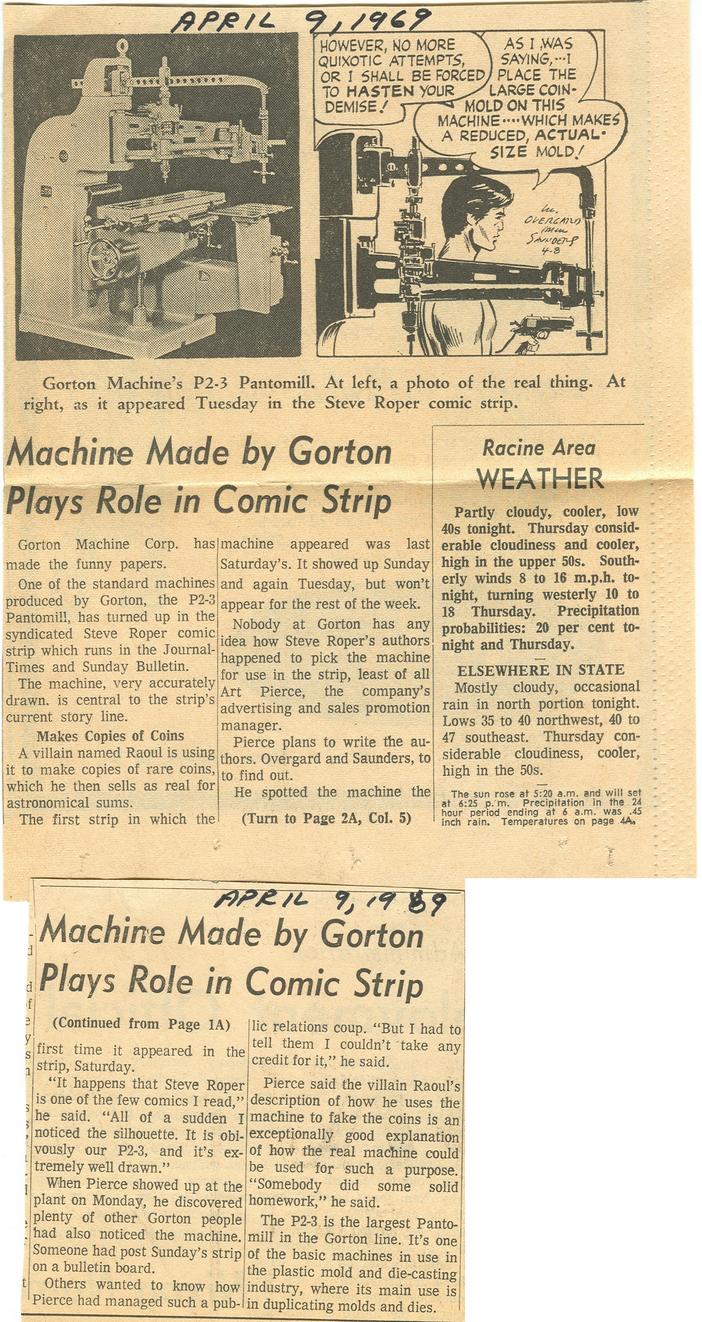 APRIL 9, 1969
HOWEVER, NO MORE
QUIXOTIC ATTEMPTS,
OR I SHALL BE FORCED
TO HASTEN YOUR
DEMISE!
AS I WAS
SAYING,...I
PLACE THE
LARGE COIN-
MOLD ON THIS
MACHINE....WHICH MAKES
A REDUCED, ACTUAL-
SIZE MOLD!
OVERGARD
SAUNDERS
4-8
Gorton Machine's P2-3 Pantomill. At left, a photo of the real thing. At
right, as it appeared Tuesday in the Steve Roper comic strip.
Machine Made by Gorton
Plays Role in Comic Strip
Gorton Machine Corp. has
made the funny papers.
One of the standard machines
produced by Gorton, the P2-3
Pantomill, has turned up in the
syndicated Steve Roper comic
strip which runs in the Journal-
Times and Sunday Bulletin.
The machine, very accurately
drawn. is central to the strip's
current story line.
Makes Copies of Coins
A villain named Raoul is using
it to make copies of rare coins,
which he then sells as real for
astronomical sums.
The first strip in which the
machine appeared was last
Saturday's. It showed up Sunday
and again Tuesday, but won't
appear for the rest of the week.
Nobody at Gorton has any
idea how Steve Roper's authors
happened to pick the machine
for use in the strip, least of all
Art Pierce, the company's
advertising and sales promotion
manager.
Pierce plans to write the au-
thors. Overgard and Saunders, to
to find out.
He spotted the machine the
(Turn to Page 2A, Col. 5)
Racine Area
WEATHER
Partly cloudy, cooler, low
40s tonight. Thursday consid-
erable cloudiness and cooler,
high in the upper 50s. South-
erly winds 8 to 16 m.p.h. to-
night, turning westerly 10 to
18 Thursday. Precipitation
probabilities: 20 per cent to-
night and Thursday.
ELSEWHERE IN STATE
Mostly cloudy, occasional
rain in north portion tonight.
Lows 35 to 40 northwest, 40 to
47 southeast. Thursday con-
siderable cloudiness, cooler,
high in the 50s.
The sun rose at 5:20 a.m. and will set
at 6:25 p.m. Precipitation in the 24
hour period ending at 6 a.m. was .45
inch rain. Temperatures on page 4A.
APRIL 9, 1969
Machine Made by Gorton
Plays Role in Comic Strip
(Continued from Page 1A)
first time it appeared in the
strip, Saturday.
"It happens that Steve Roper
is one of the few comics I read,"
he said. "All of a sudden I
noticed the silhouette. It is obi-
vously our P2-3, and it's ex-
tremely well drawn."
When Pierce showed up at the
plant on Monday, he discovered
plenty of other Gorton people
had also noticed the machine.
Someone had post Sunday's strip
on a bulletin board.
Others wanted to know how
Pierce had managed such a pub-
lic relations coup. "But I had to
tell them I couldn't take any
credit for it," he said.
Pierce said the villain Raoul's
description of how he uses the
machine to fake the coins is an
exceptionally good explanation
of how the real machine could
be used for such a purpose.
"Somebody did some solid
homework," he said.
The P2-3 is the largest Panto-
mill in the Gorton line. It's one
of the basic machines in use in
the plastic mold and die-casting
industry, where its main use is
in duplicating molds and dies.